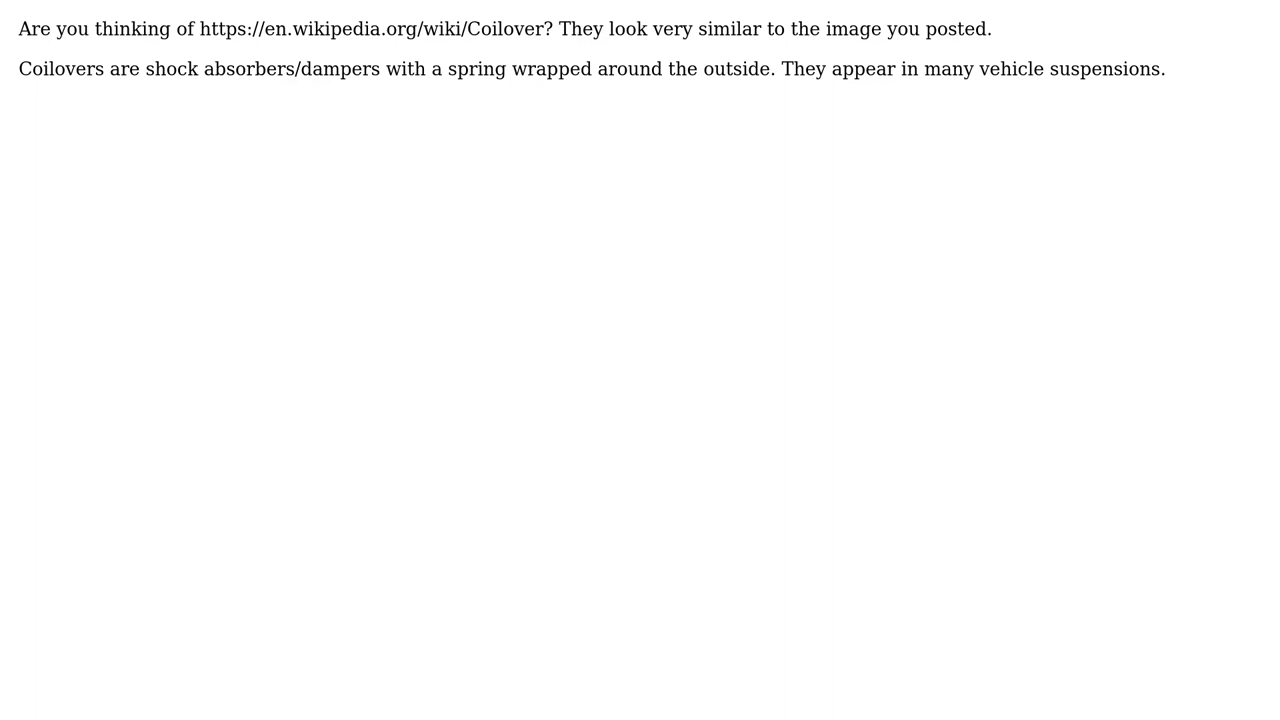 Are you thinking of https://en.wikipedia.org/wiki/Coilover? They look very similar to the image you posted.
Coilovers are shock absorbers/dampers with a spring wrapped around the outside. They appear in many vehicle suspensions.